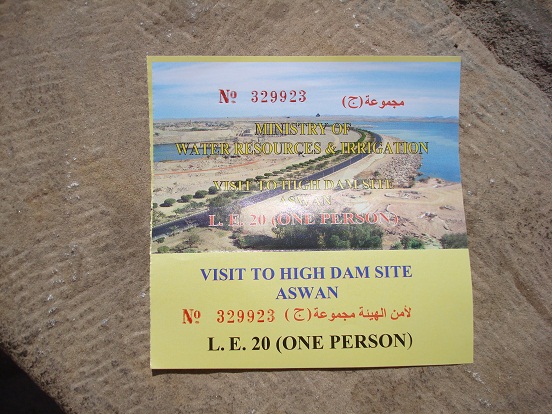 Nº 329923 مجموعة (ج)
MINISTRY OF
WATER RESOURCES & IRRIGATION
VISIT TO HIGH DAM SITE
ASWAN
L. E. 20 (ONE PERSON)
VISIT TO HIGH DAM SITE
ASWAN
Nº 329923 لأمن الهيئة مجموعة (ج)
L. E. 20 (ONE PERSON)